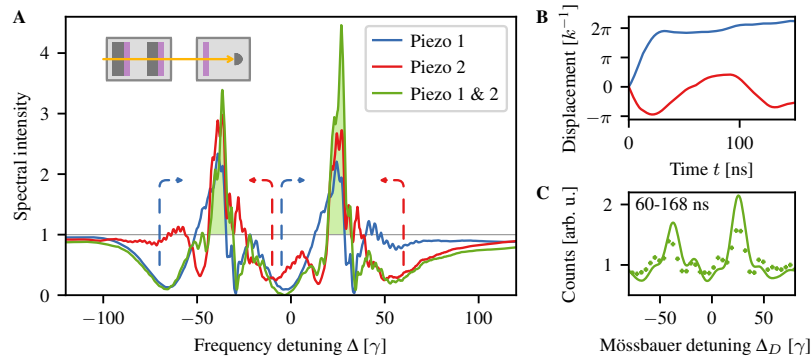 A
Spectral intensity
4
3
2
1
0
Piezo 1
Piezo 2
Piezo 1 & 2
−100
−50
0
50
100
Frequency detuning Δ [γ]
B
Displacement [k⁻¹]
2π
π
0
−π
0
100
Time t [ns]
C
Counts [arb. u.]
2
1
60-168 ns
−50
0
50
Mössbauer detuning Δ_D [γ]